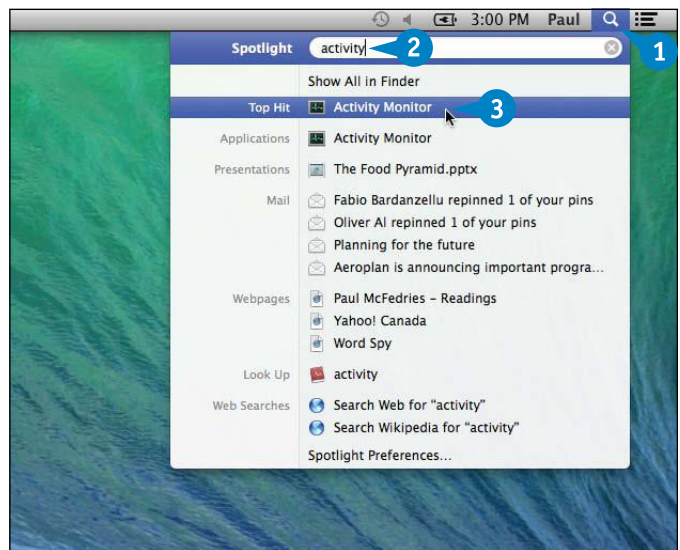 3:00 PM Paul
1
Spotlight activity 2
Show All in Finder
Top Hit Activity Monitor 3
Applications Activity Monitor
Presentations The Food Pyramid.pptx
Mail Fabio Bardanzellu repinned 1 of your pins
Oliver Al repinned 1 of your pins
Planning for the future
Aeroplan is announcing important progra...
Webpages Paul McFedries – Readings
Yahoo! Canada
Word Spy
Look Up activity
Web Searches Search Web for “activity”
Search Wikipedia for “activity”
Spotlight Preferences...